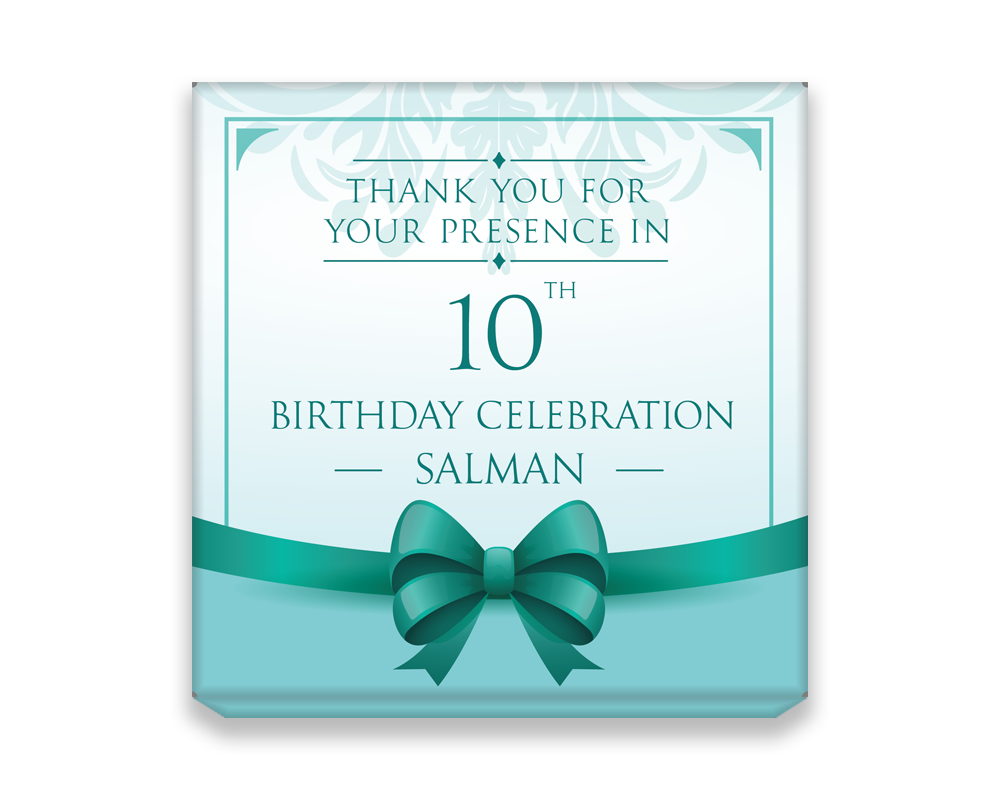 THANK YOU FOR
YOUR PRESENCE IN
10TH
BIRTHDAY CELEBRATION
SALMAN